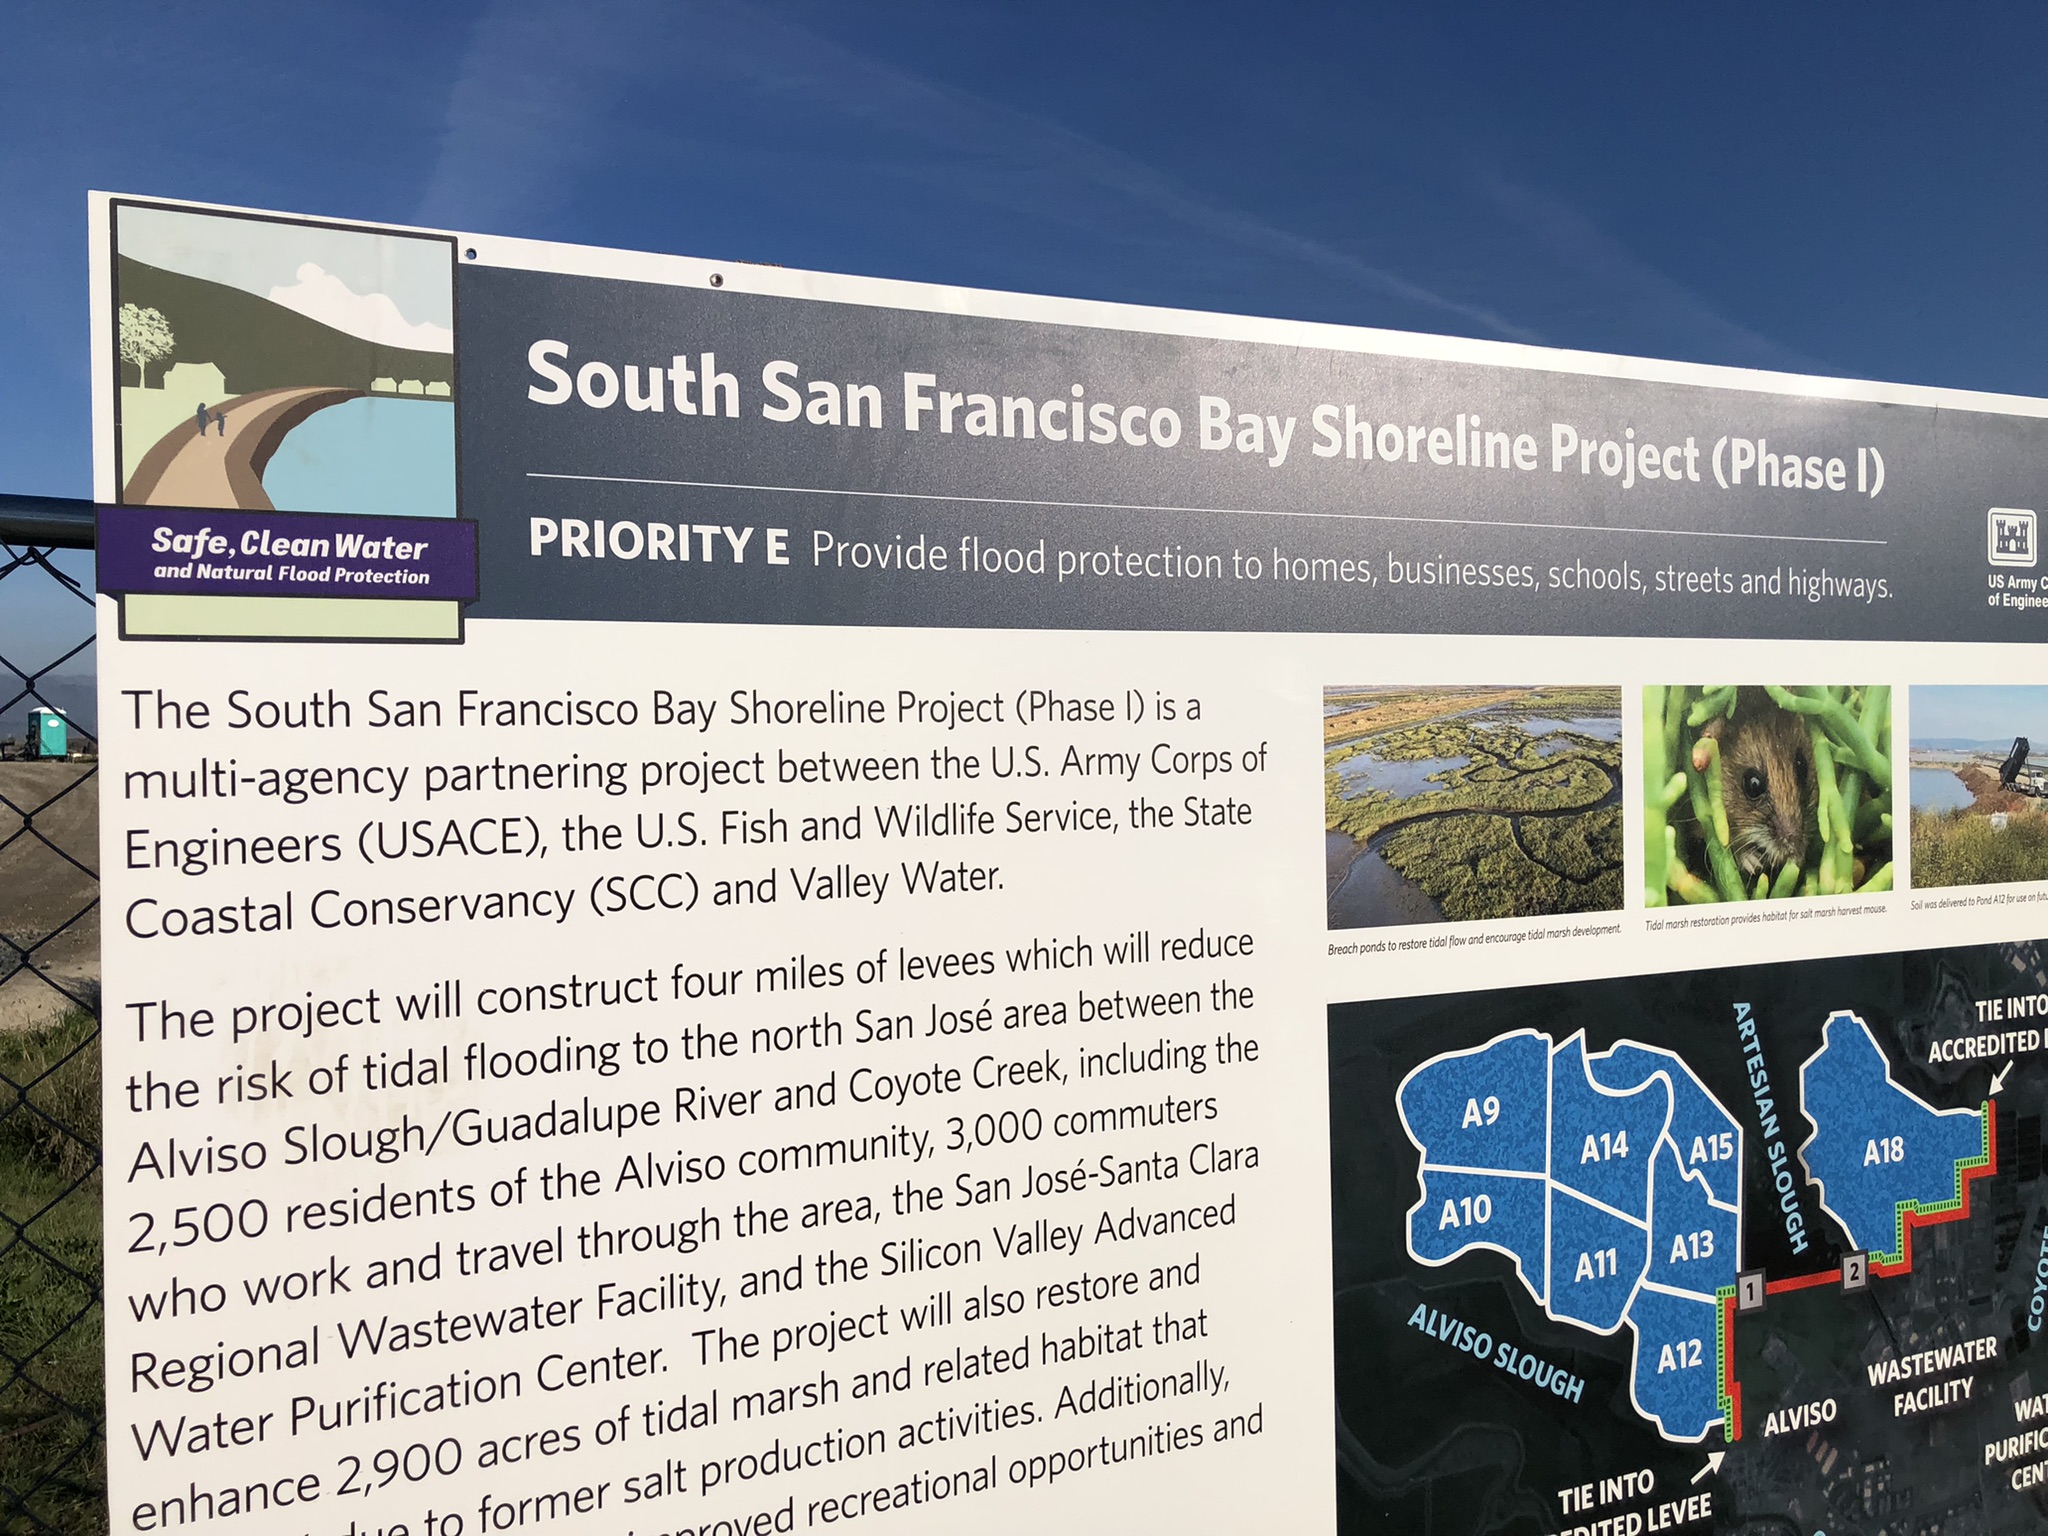 South San Francisco Bay Shoreline Project (Phase I)
PRIORITY E Provide flood protection to homes, businesses, schools, streets and highways.
Safe, Clean Water
and Natural Flood Protection
US Army
The South San Francisco Bay Shoreline Project (Phase I) is a
multi-agency partnering project between the U.S. Army Corps of
Engineers (USACE), the U.S. Fish and Wildlife Service, the State
Coastal Conservancy (SCC) and Valley Water.
The project will construct four miles of levees which will reduce
the risk of tidal flooding to the north San José area between the
Alviso Slough/Guadalupe River and Coyote Creek, including the
2,500 residents of the Alviso community, 3,000 commuters
who work and travel through the area, the San José-Santa Clara
Regional Wastewater Facility, and the Silicon Valley Advanced
Water Purification Center. The project will also restore and
enhance 2,900 acres of tidal marsh and related habitat that
due to former salt production activities. Additionally,
recreational opportunities and
Breach ponds to restore tidal flow and encourage tidal marsh development.
Tidal marsh restoration provides habitat for salt marsh harvest mouse.
Soil was delivered to Pond A12 for use on
TIE INTO
ACCREDITED
ARTESIAN SLOUGH
A9
A14
A15
A18
A10
A11
A13
A12
1
2
ALVISO SLOUGH
ALVISO
WASTEWATER
FACILITY
TIE INTO
LEVEE